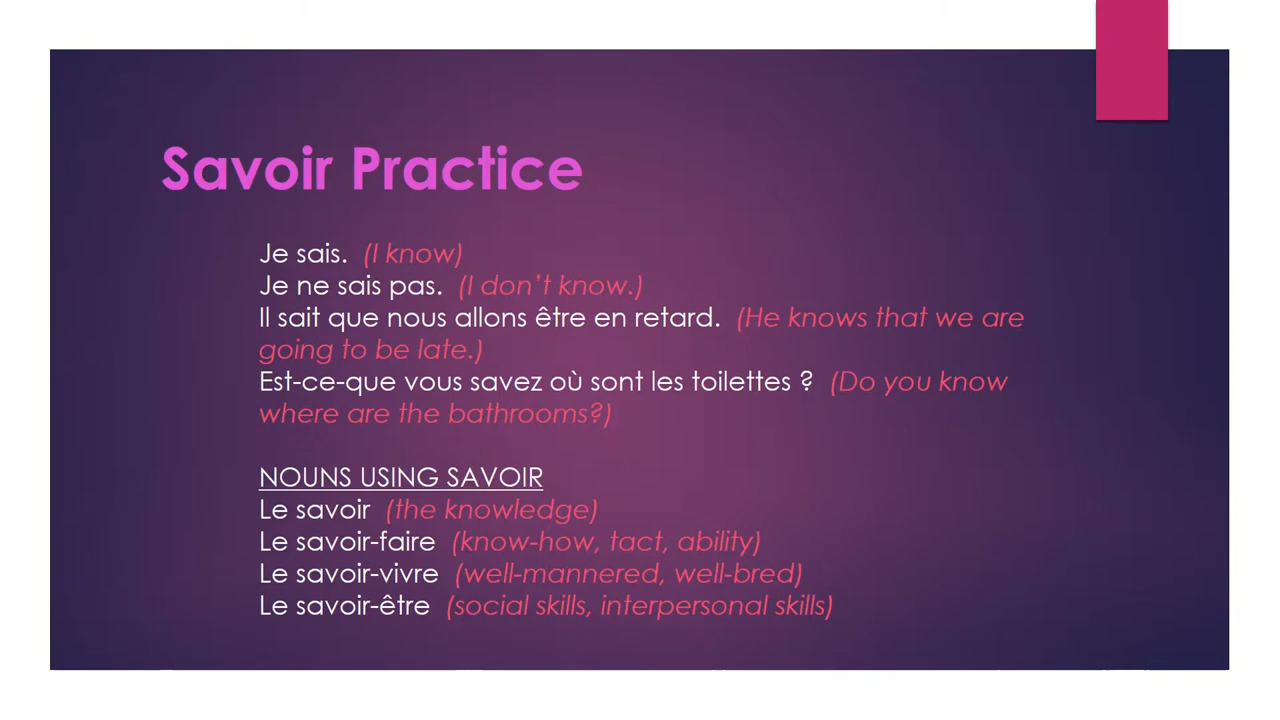 Savoir Practice
Je sais. (I know)
Je ne sais pas. (I don’t know.)
Il sait que nous allons être en retard. (He knows that we are
going to be late.)
Est-ce-que vous savez où sont les toilettes ? (Do you know
where are the bathrooms?)
NOUNS USING SAVOIR
Le savoir (the knowledge)
Le savoir-faire (know-how, tact, ability)
Le savoir-vivre (well-mannered, well-bred)
Le savoir-être (social skills, interpersonal skills)